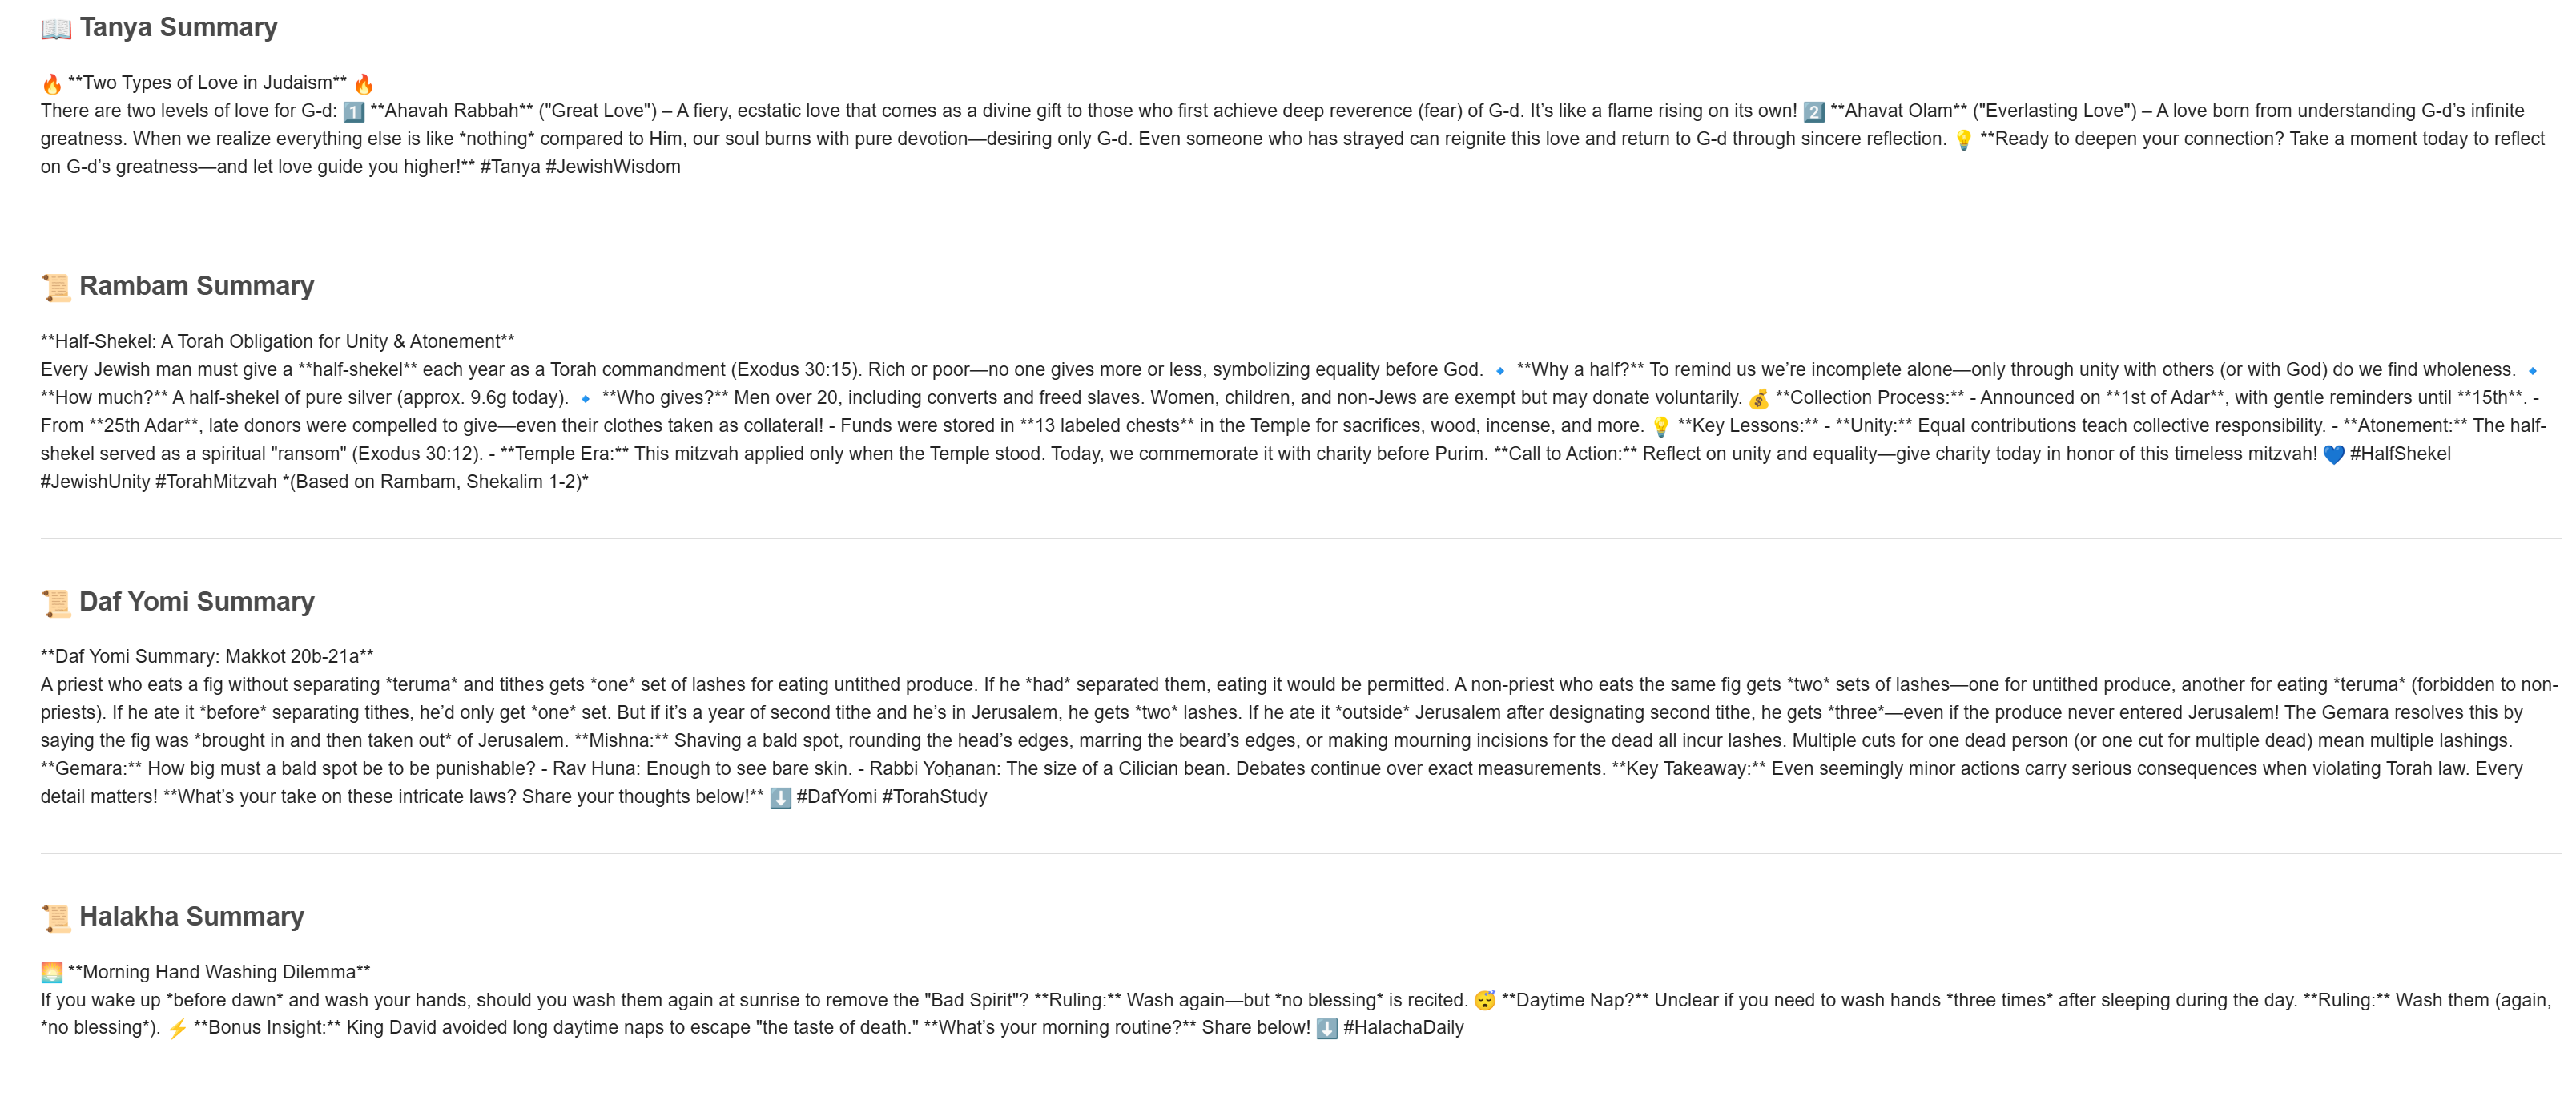 📖 Tanya Summary
🔥 **Two Types of Love in Judaism** 🔥
There are two levels of love for G-d: 1️⃣ **Ahavah Rabbah** ("Great Love") – A fiery, ecstatic love that comes as a divine gift to those who first achieve deep reverence (fear) of G-d. It’s like a flame rising on its own! 2️⃣ **Ahavat Olam** ("Everlasting Love") – A love born from understanding G-d’s infinite
greatness. When we realize everything else is like *nothing* compared to Him, our soul burns with pure devotion—desiring only G-d. Even someone who has strayed can reignite this love and return to G-d through sincere reflection. 💡 **Ready to deepen your connection? Take a moment today to reflect
on G-d’s greatness—and let love guide you higher!** #Tanya #JewishWisdom
📜 Rambam Summary
**Half-Shekel: A Torah Obligation for Unity & Atonement**
Every Jewish man must give a **half-shekel** each year as a Torah commandment (Exodus 30:15). Rich or poor—no one gives more or less, symbolizing equality before God. 🔹 **Why a half?** To remind us we’re incomplete alone—only through unity with others (or with God) do we find wholeness. 🔹
**How much?** A half-shekel of pure silver (approx. 9.6g today). 🔹 **Who gives?** Men over 20, including converts and freed slaves. Women, children, and non-Jews are exempt but may donate voluntarily. 💰 **Collection Process:** - Announced on **1st of Adar**, with gentle reminders until **15th**. -
From **25th Adar**, late donors were compelled to give—even their clothes taken as collateral! - Funds were stored in **13 labeled chests** in the Temple for sacrifices, wood, incense, and more. 💡 **Key Lessons:** - **Unity:** Equal contributions teach collective responsibility. - **Atonement:** The half-
shekel served as a spiritual "ransom" (Exodus 30:12). - **Temple Era:** This mitzvah applied only when the Temple stood. Today, we commemorate it with charity before Purim. **Call to Action:** Reflect on unity and equality—give charity today in honor of this timeless mitzvah! 💙 #HalfShekel
#JewishUnity #TorahMitzvah *(Based on Rambam, Shekalim 1-2)*
📜 Daf Yomi Summary
**Daf Yomi Summary: Makkot 20b-21a**
A priest who eats a fig without separating *teruma* and tithes gets *one* set of lashes for eating untithed produce. If he *had* separated them, eating it would be permitted. A non-priest who eats the same fig gets *two* sets of lashes—one for untithed produce, another for eating *teruma* (forbidden to non-
priests). If he ate it *before* separating tithes, he’d only get *one* set. But if it’s a year of second tithe and he’s in Jerusalem, he gets *two* lashes. If he ate it *outside* Jerusalem after designating second tithe, he gets *three*—even if the produce never entered Jerusalem! The Gemara resolves this by
saying the fig was *brought in and then taken out* of Jerusalem. **Mishna:** Shaving a bald spot, rounding the head’s edges, marring the beard’s edges, or making mourning incisions for the dead all incur lashes. Multiple cuts for one dead person (or one cut for multiple dead) mean multiple lashings.
**Gemara:** How big must a bald spot be to be punishable? - Rav Huna: Enough to see bare skin. - Rabbi Yoḥanan: The size of a Cilician bean. Debates continue over exact measurements. **Key Takeaway:** Even seemingly minor actions carry serious consequences when violating Torah law. Every
detail matters! **What’s your take on these intricate laws? Share your thoughts below!** ⬇️ #DafYomi #TorahStudy
📜 Halakha Summary
🌅 **Morning Hand Washing Dilemma**
If you wake up *before dawn* and wash your hands, should you wash them again at sunrise to remove the "Bad Spirit"? **Ruling:** Wash again—but *no blessing* is recited. 😴 **Daytime Nap?** Unclear if you need to wash hands *three times* after sleeping during the day. **Ruling:** Wash them (again,
*no blessing*). ⚡ **Bonus Insight:** King David avoided long daytime naps to escape "the taste of death." **What’s your morning routine?** Share below! ⬇️ #HalachaDaily